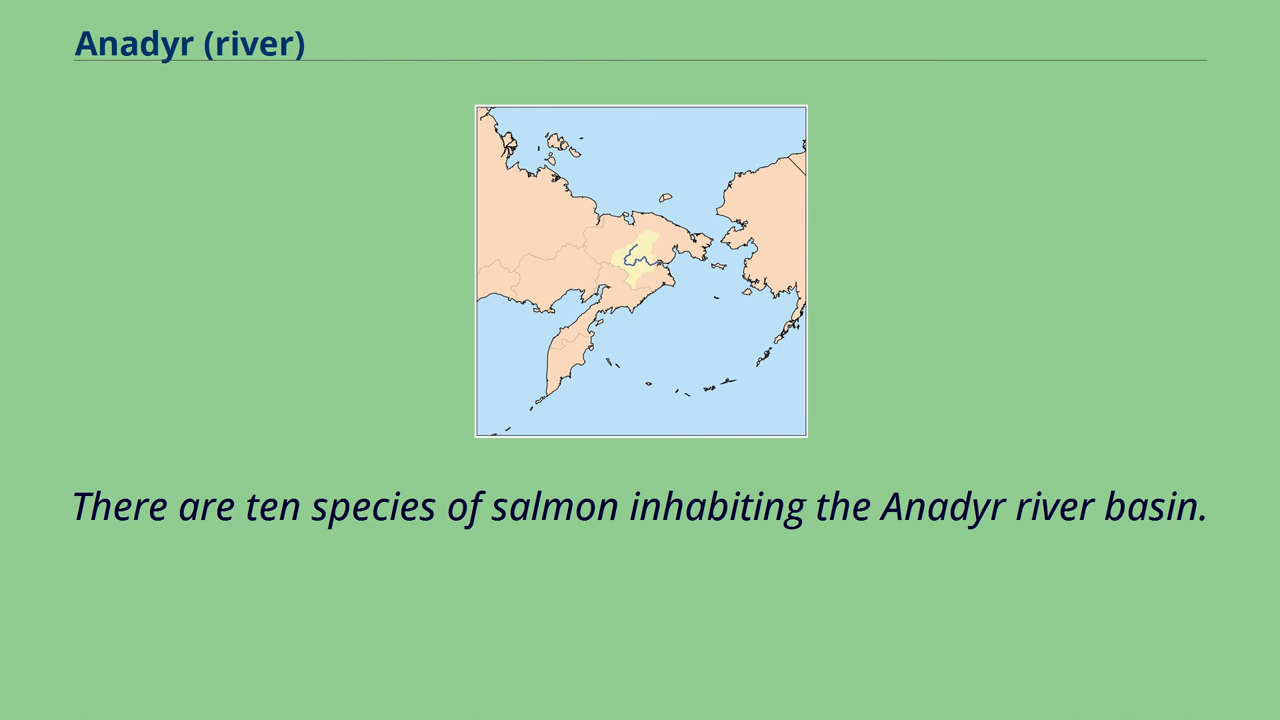 Anadyr (river)
There are ten species of salmon inhabiting the Anadyr river basin.